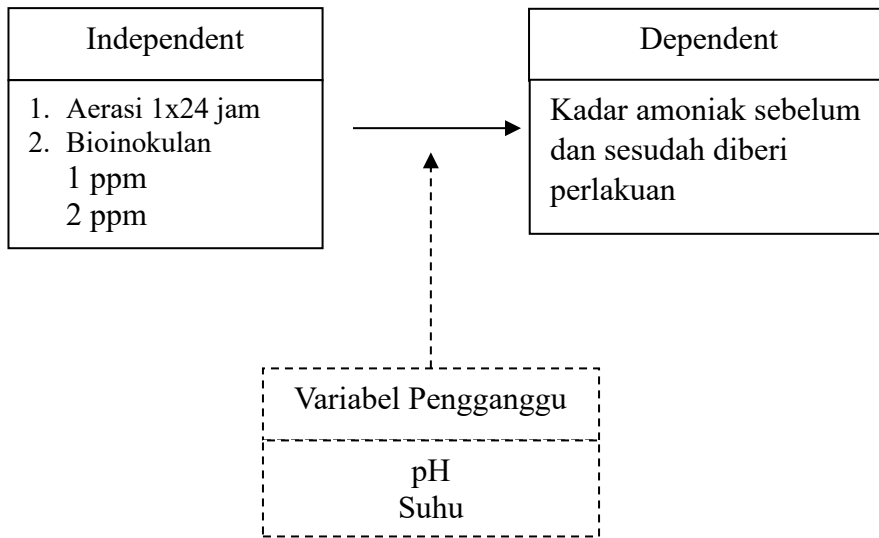 Independent
1. Aerasi 1x24 jam
2. Bioinokulan
1 ppm
2 ppm
Dependent
Kadar amoniak sebelum
dan sesudah diberi
perlakuan
Variabel Pengganggu
pH
Suhu